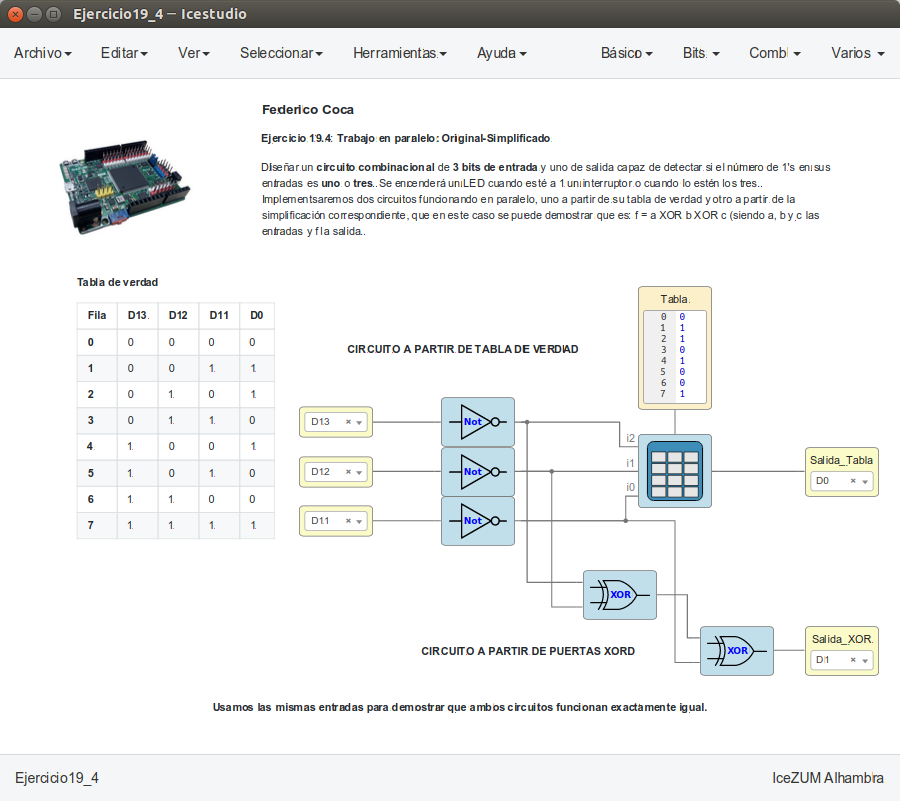 Ejercicio19_4 — Icestudio
Archivo Editar Ver Seleccionar Herramientas Ayuda Básico Bits Comb Varios
Federico Coca
Ejercicio 19.4: Trabajo en paralelo: Original-Simplificado
Diseñar un circuito combinacional de 3 bits de entrada y uno de salida capaz de detectar si el número de 1's en sus
entradas es uno o tres. Se encenderá un LED cuando esté a 1 un interruptor o cuando lo estén los tres.
Implementsaremos dos circuitos funcionando en paralelo, uno a partir de su tabla de verdad y otro a partir de la
simplificación correspondiente, que en este caso se puede demostrar que es: f = a XOR b XOR c (siendo a, b y c las
entradas y f la salida.
Tabla de verdad
Fila D13 D12 D11 D0
0 0 0 0 0
1 0 0 1 1
2 0 1 0 1
3 0 1 1 0
4 1 0 0 1
5 1 0 1 0
6 1 1 0 0
7 1 1 1 1
CIRCUITO A PARTIR DE TABLA DE VERDIAD
Tabla
0 0
1 1
2 1
3 0
4 1
5 0
6 0
7 1
D13
Not
i2
D12
Not
i1
D11
Not
i0
Salida_Tabla
D0
XOR
XOR
Salida_XOR
D1
CIRCUITO A PARTIR DE PUERTAS XORD
Usamos las mismas entradas para demostrar que ambos circuitos funcionan exactamente igual.
Ejercicio19_4
IceZUM Alhambra